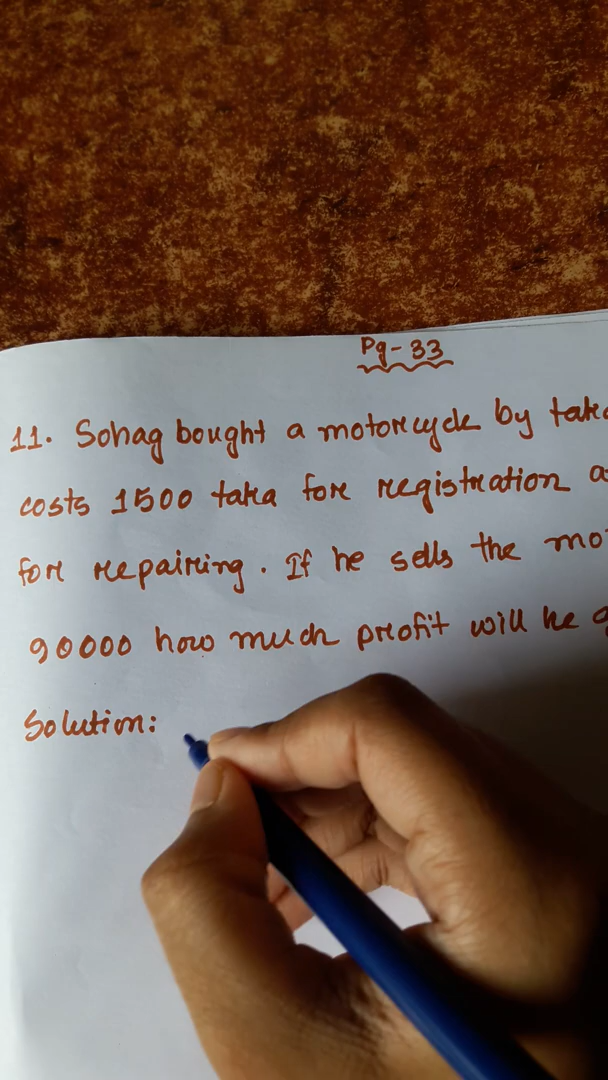 Pg-33
11. Sohag bought a motorcycle by
costs 1500 taka for registration
for repairing. If he sells the
90000 how much profit will he
Solution: